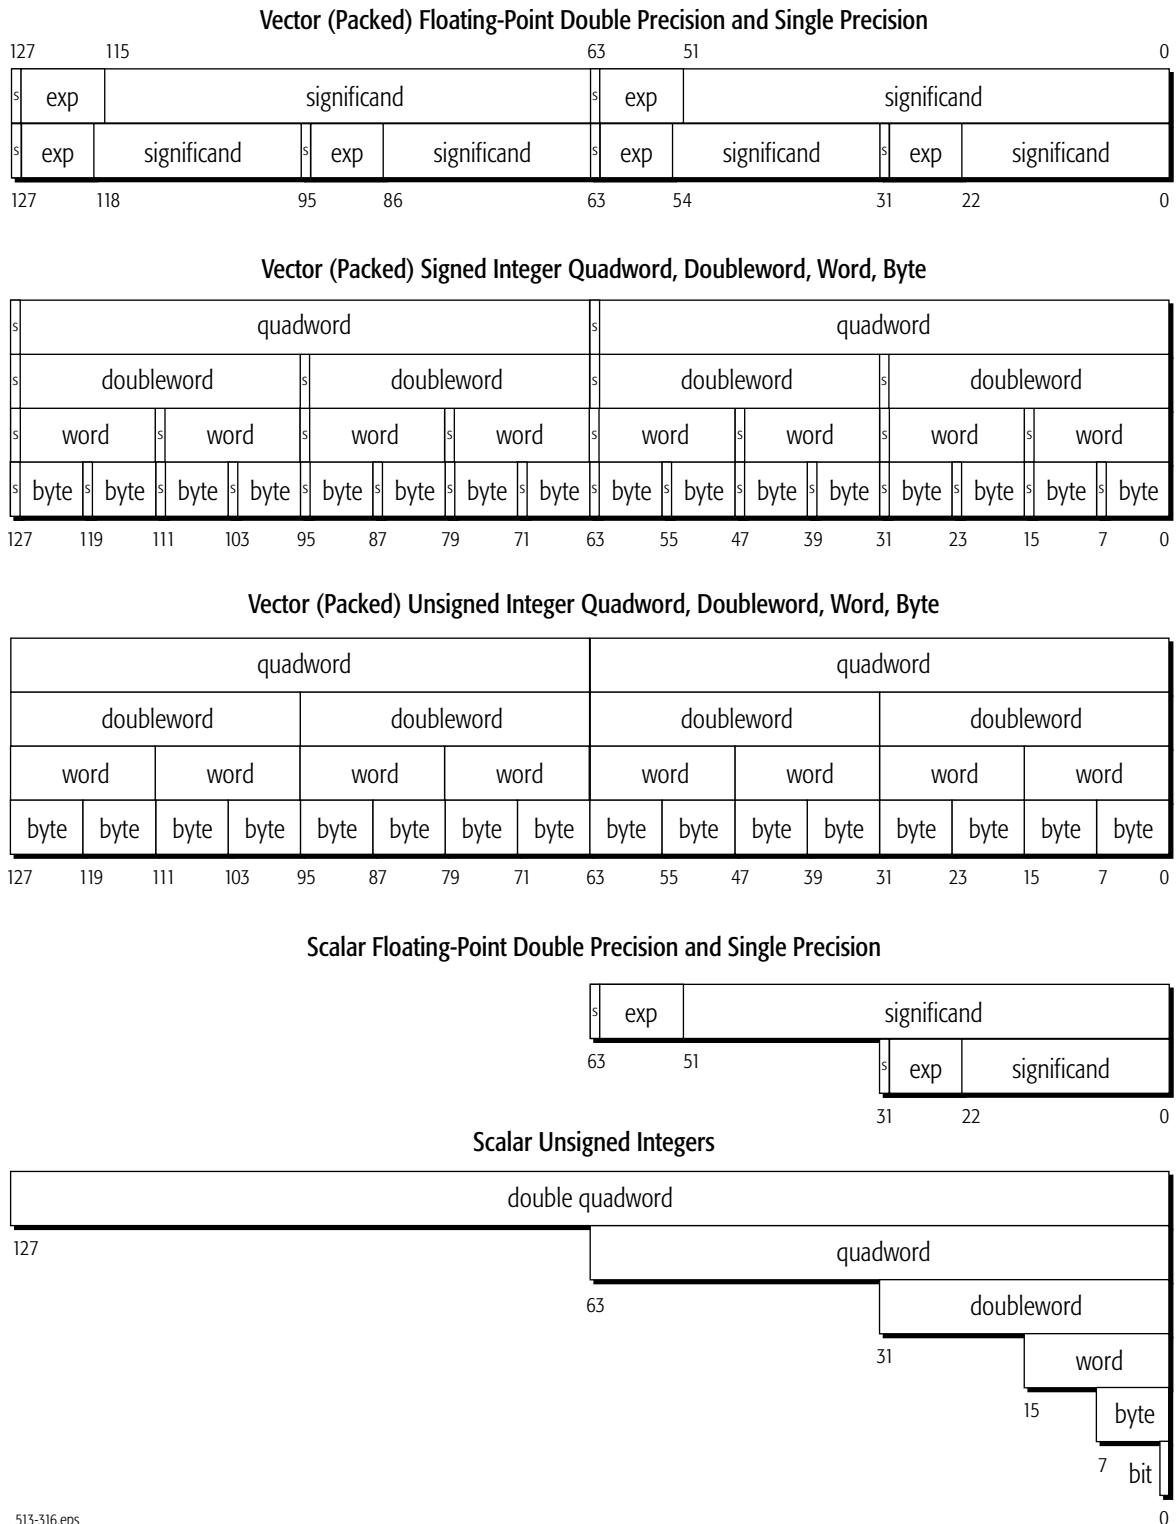 Vector (Packed) Floating-Point Double Precision and Single Precision
127 115 63 51 0
s exp significand s exp significand
s exp significand s exp significand s exp significand s exp significand
127 118 95 86 63 54 31 22 0
Vector (Packed) Signed Integer Quadword, Doubleword, Word, Byte
s quadword s quadword
s doubleword s doubleword s doubleword s doubleword
s word s word s word s word s word s word s word s word
s byte s byte s byte s byte s byte s byte s byte s byte s byte s byte s byte s byte s byte s byte s byte s byte
127 119 111 103 95 87 79 71 63 55 47 39 31 23 15 7 0
Vector (Packed) Unsigned Integer Quadword, Doubleword, Word, Byte
quadword quadword
doubleword doubleword doubleword doubleword
word word word word word word word word
byte byte byte byte byte byte byte byte byte byte byte byte byte byte byte byte
127 119 111 103 95 87 79 71 63 55 47 39 31 23 15 7 0
Scalar Floating-Point Double Precision and Single Precision
s exp significand
63 51
s exp significand
31 22 0
Scalar Unsigned Integers
double quadword
127
quadword
63
doubleword
31
word
15
byte
7
bit
513-316.eps 0